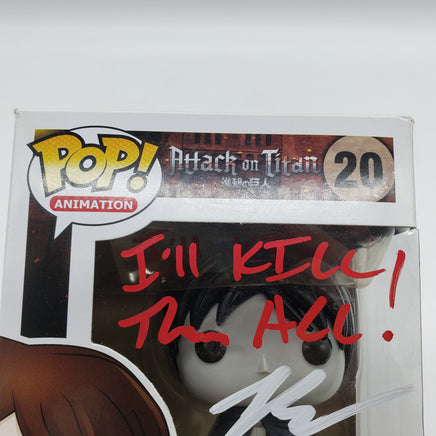 POP!
ANIMATION
Attack on Titan
進撃の巨人
20
I'll KILL
Them ALL!